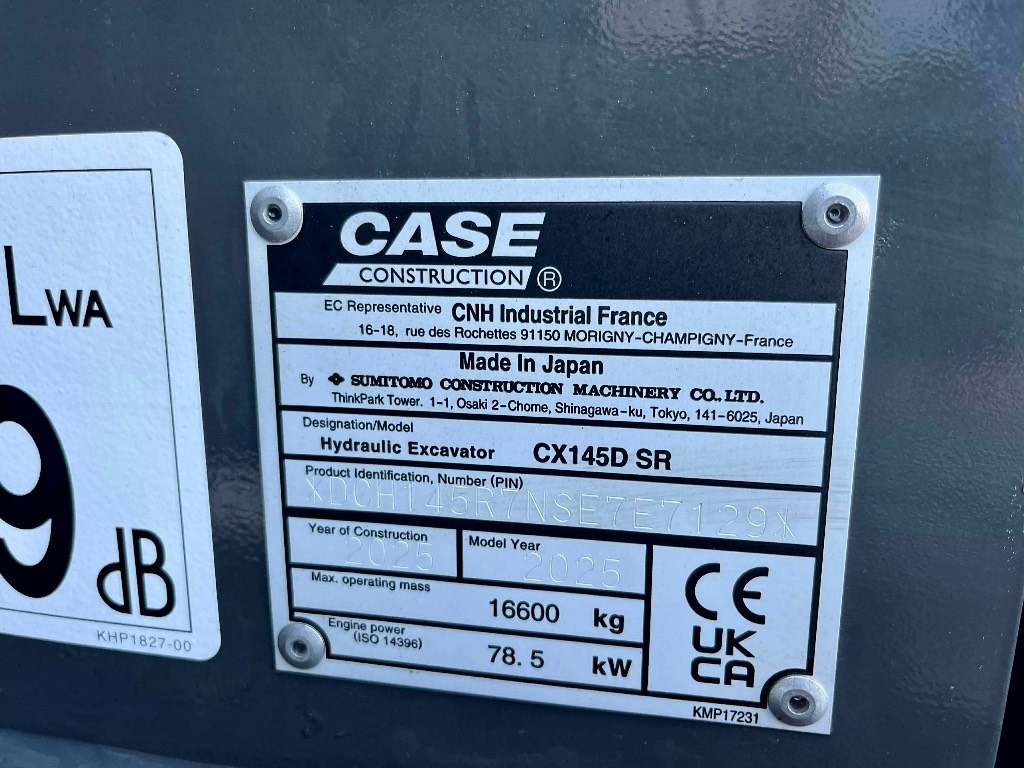 LWA
9
dB
KHP1827-00
CASE
CONSTRUCTION ®
EC Representative CNH Industrial France
16-18, rue des Rochettes 91150 MORIGNY-CHAMPIGNY-France
Made In Japan
By SUMITOMO CONSTRUCTION MACHINERY CO., LTD.
ThinkPark Tower. 1-1, Osaki 2-Chome, Shinagawa-ku, Tokyo, 141-6025, Japan
Designation/Model
Hydraulic Excavator CX145D SR
Product Identification, Number (PIN)
*DCH145R7NSE7E7129*
Year of Construction 2025
Model Year 2025
Max. operating mass
16600 kg
Engine power
(ISO 14396)
78.5 kW
CE
UK
CA
KMP17231